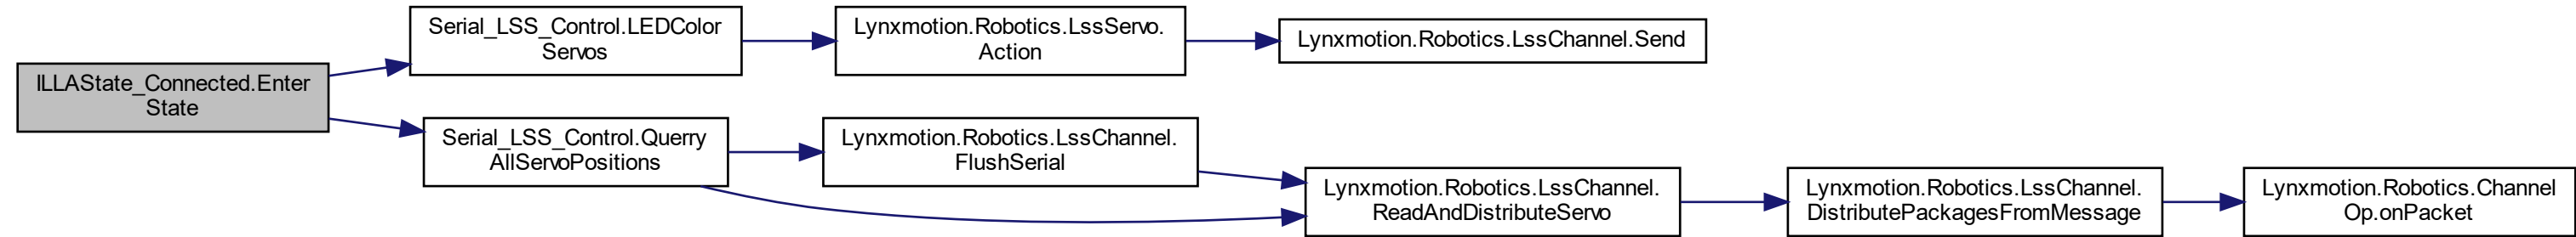 ILLAState_Connected.Enter
State
Serial_LSS_Control.LEDColor
Servos
Lynxmotion.Robotics.LssServo.
Action
Lynxmotion.Robotics.LssChannel.Send
Serial_LSS_Control.Querry
AllServoPositions
Lynxmotion.Robotics.LssChannel.
FlushSerial
Lynxmotion.Robotics.LssChannel.
ReadAndDistributeServo
Lynxmotion.Robotics.LssChannel.
DistributePackagesFromMessage
Lynxmotion.Robotics.Channel
Op.onPacket